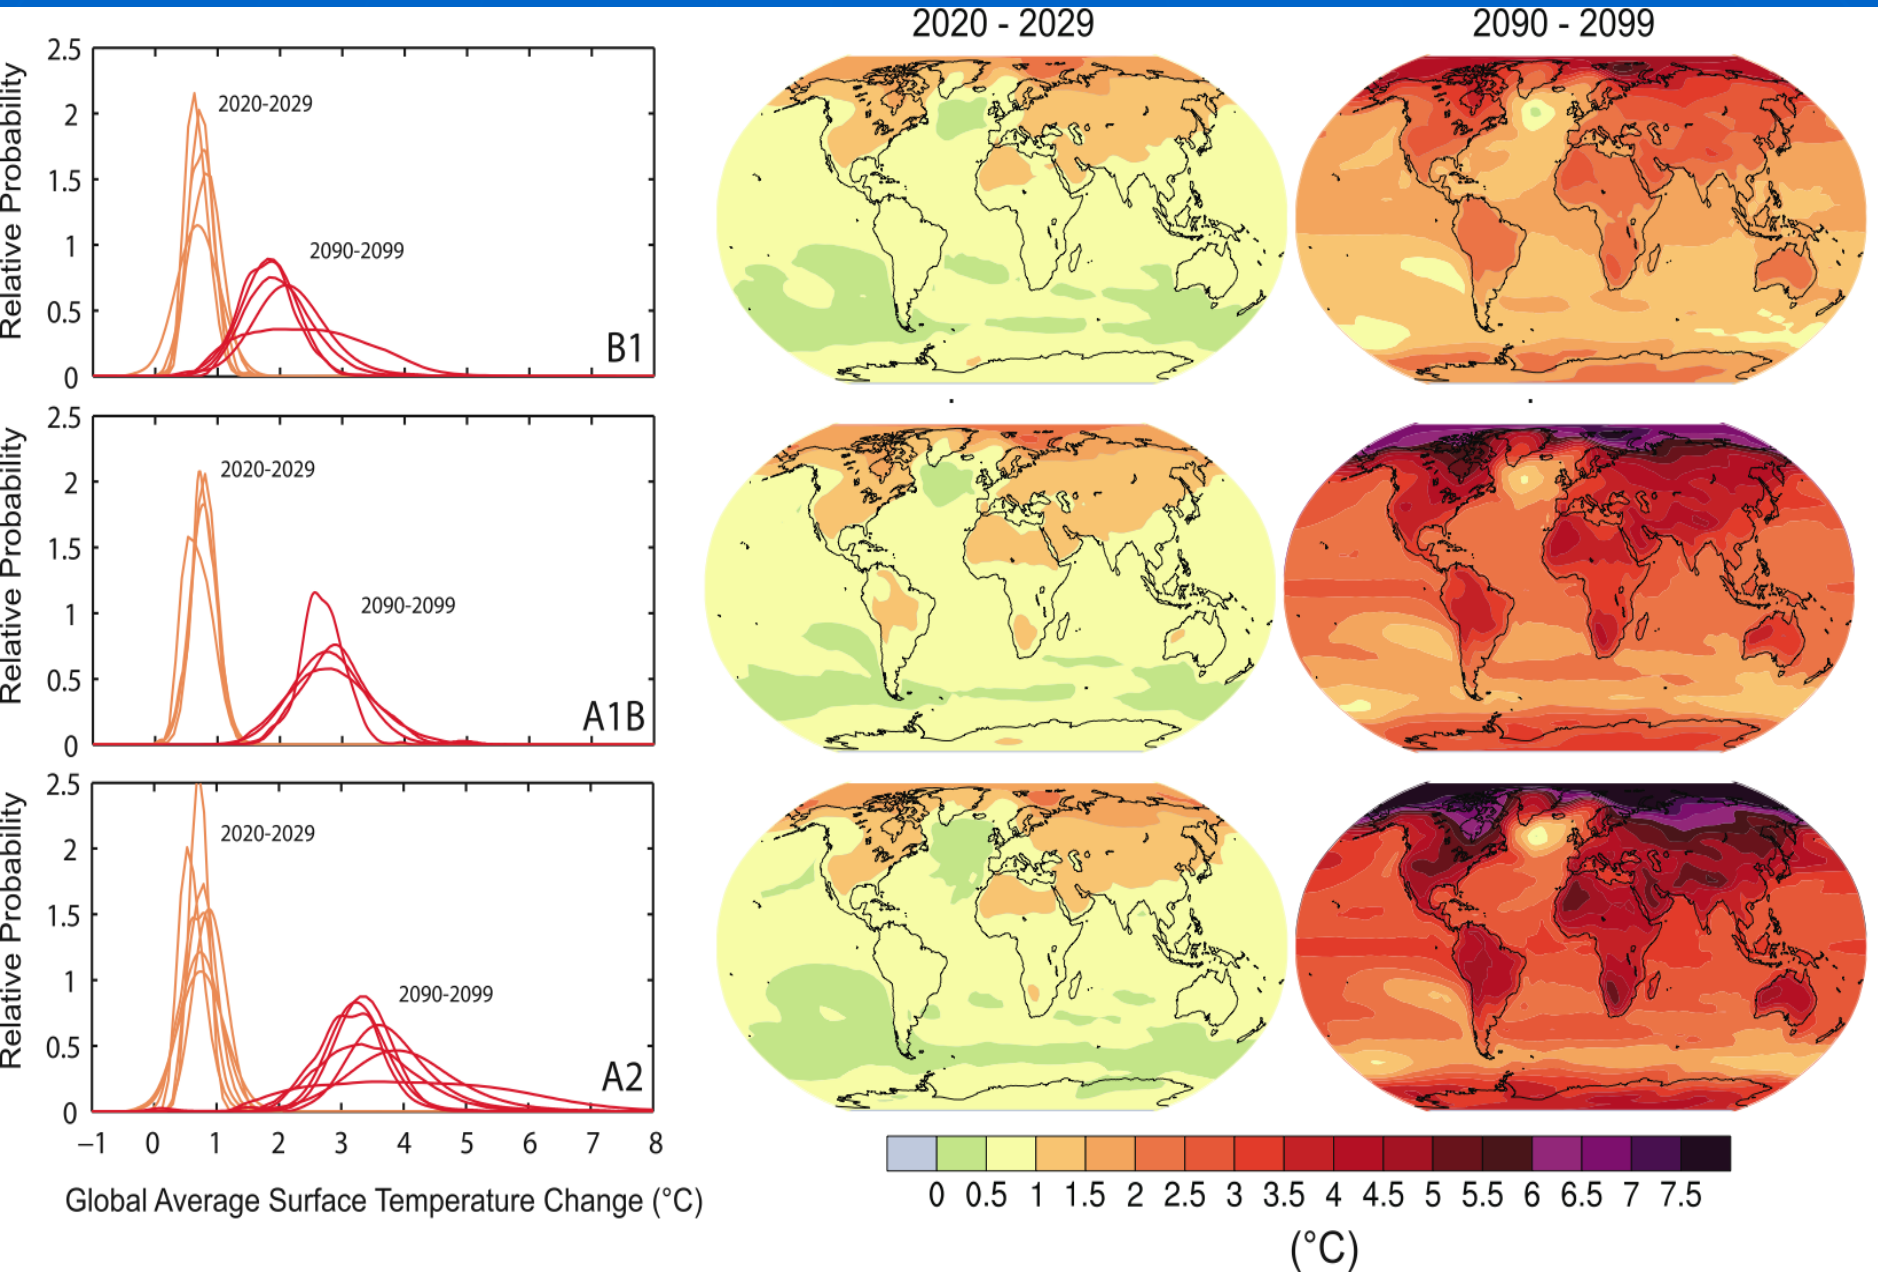 2020 - 2029
2090 - 2099
Relative Probability
2.5
2
1.5
1
0.5
0
2020-2029
2090-2099
B1
Relative Probability
2.5
2
1.5
1
0.5
0
2020-2029
2090-2099
A1B
Relative Probability
2.5
2
1.5
1
0.5
0
2020-2029
2090-2099
A2
−1 0 1 2 3 4 5 6 7 8
Global Average Surface Temperature Change (°C)
0 0.5 1 1.5 2 2.5 3 3.5 4 4.5 5 5.5 6 6.5 7 7.5
(°C)